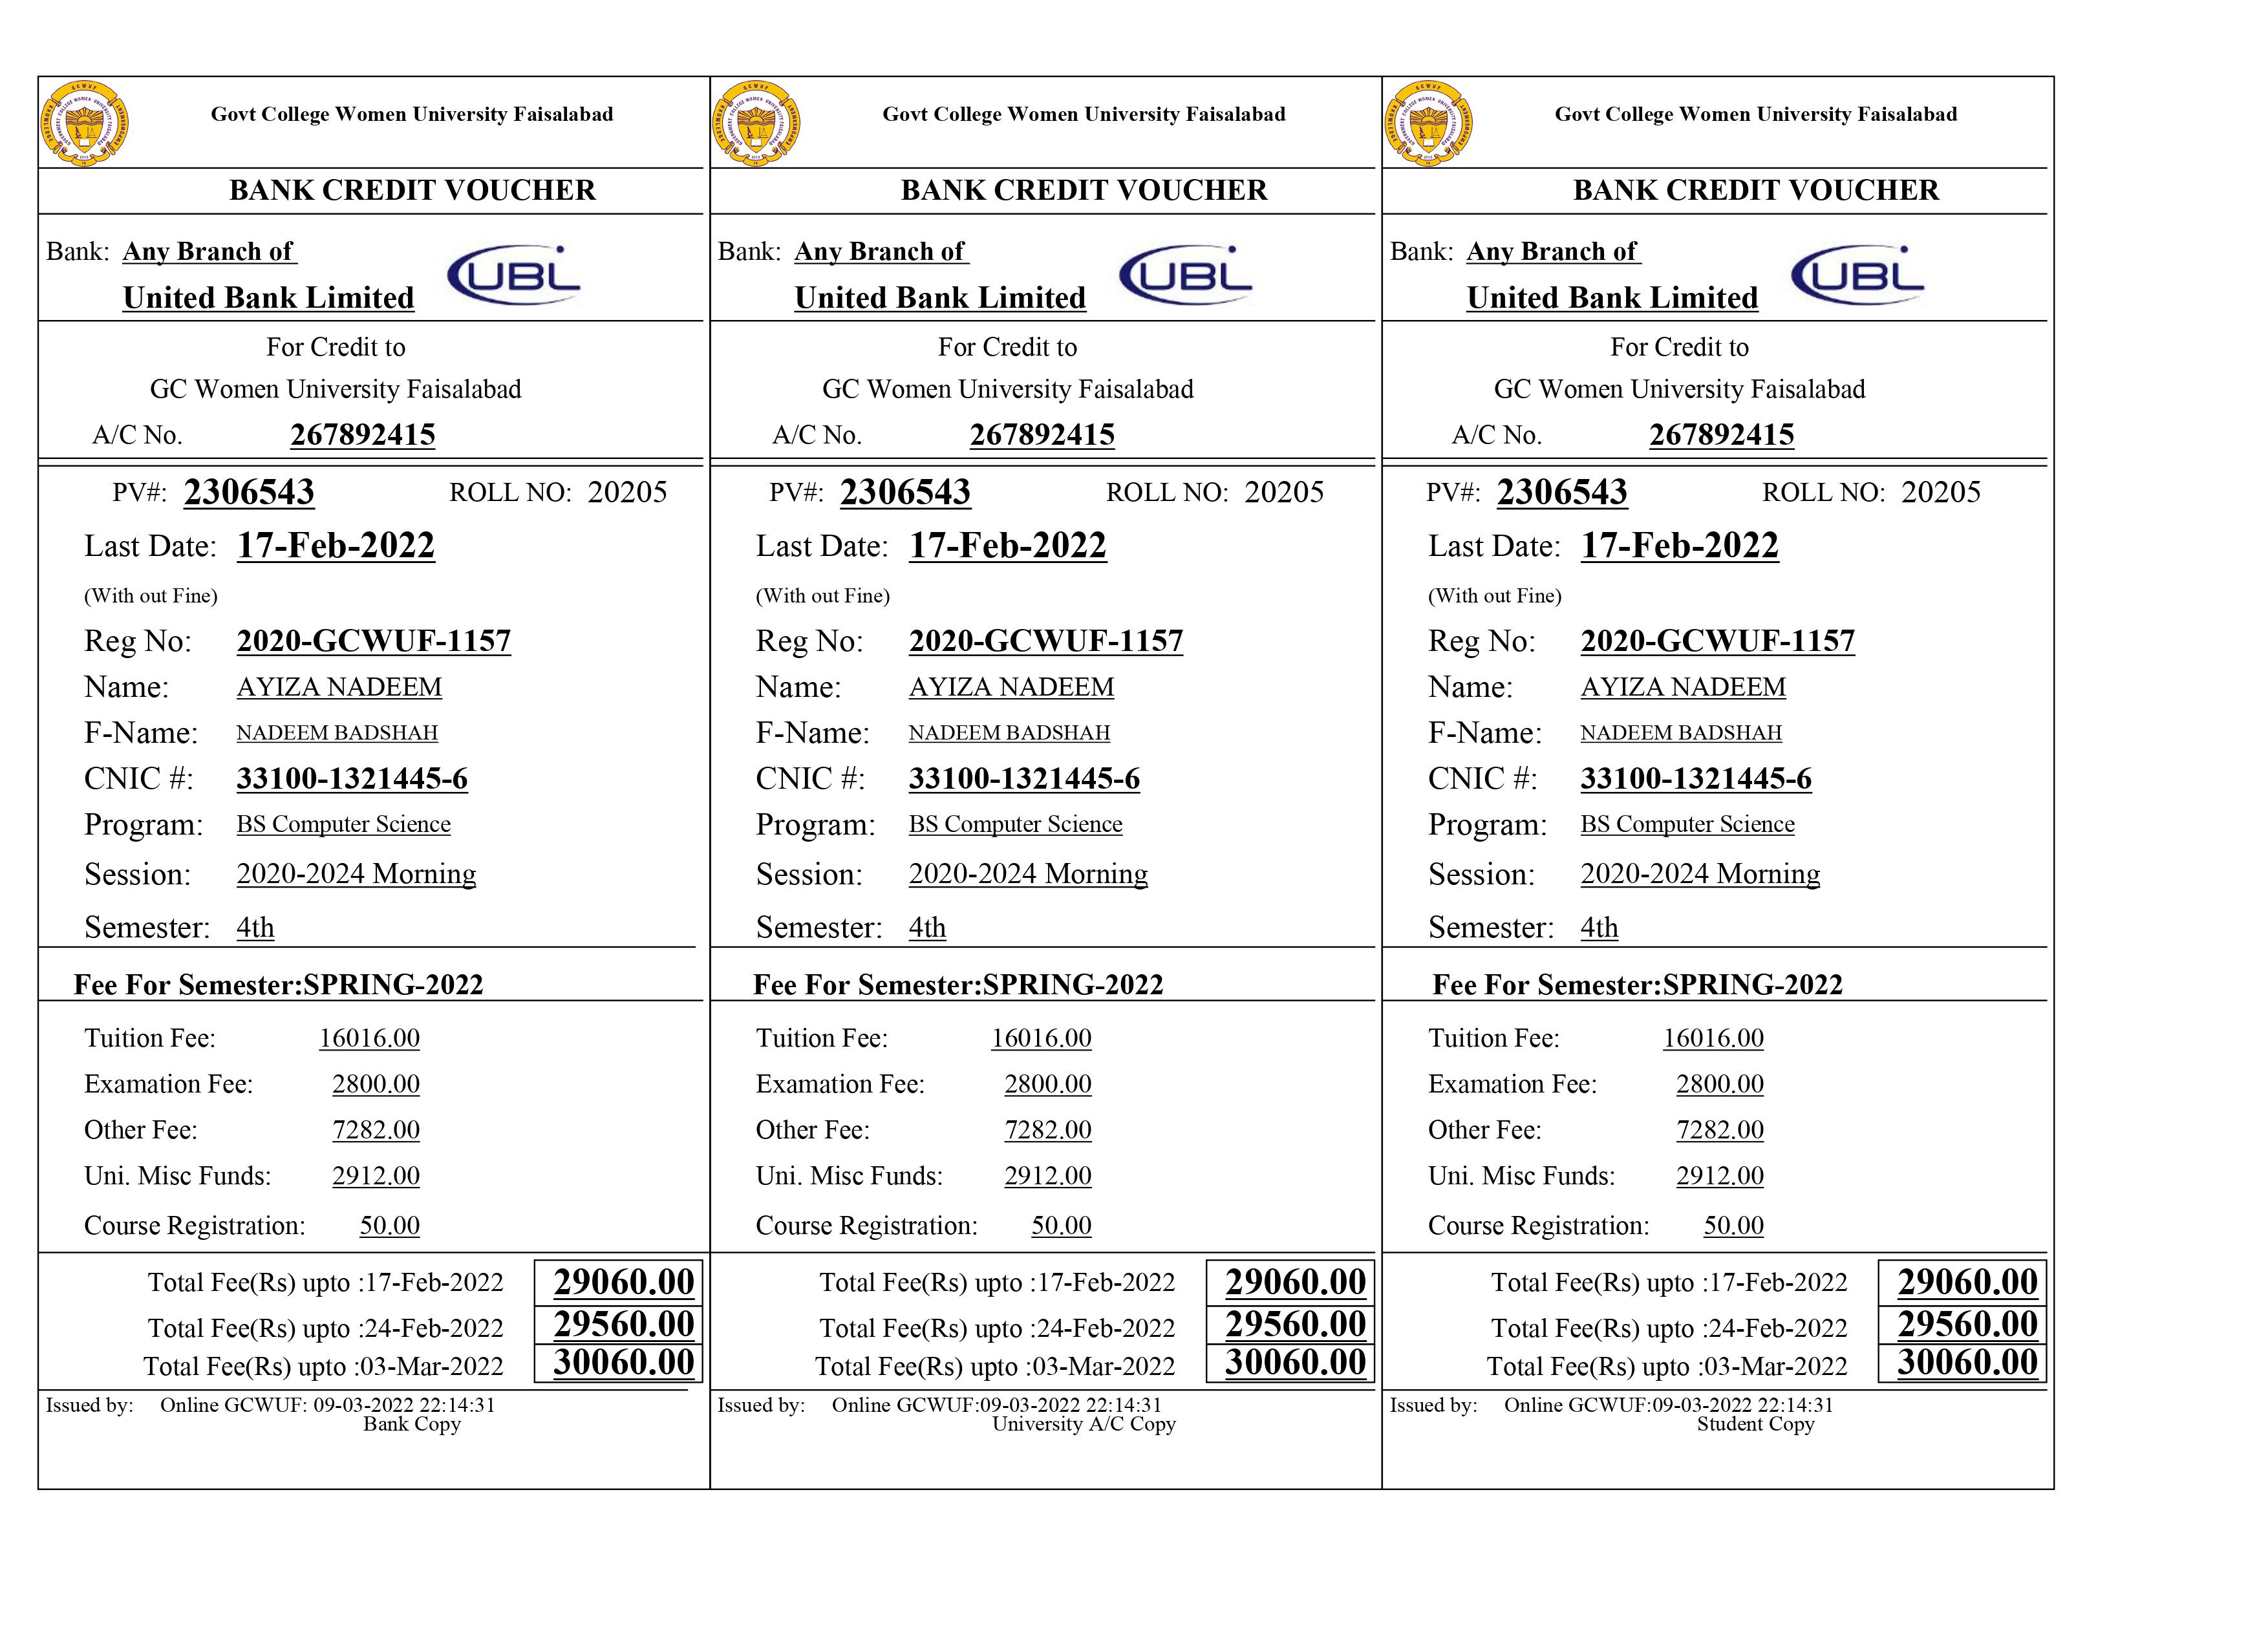 Govt College Women University Faisalabad
BANK CREDIT VOUCHER
Bank: Any Branch of
United Bank Limited
UBL
For Credit to
GC Women University Faisalabad
A/C No. 267892415
PV#: 2306543 ROLL NO: 20205
Last Date: 17-Feb-2022
(With out Fine)
Reg No: 2020-GCWUF-1157
Name: AYIZA NADEEM
F-Name: NADEEM BADSHAH
CNIC #: 33100-1321445-6
Program: BS Computer Science
Session: 2020-2024 Morning
Semester: 4th
Fee For Semester:SPRING-2022
Tuition Fee: 16016.00
Examation Fee: 2800.00
Other Fee: 7282.00
Uni. Misc Funds: 2912.00
Course Registration: 50.00
Total Fee(Rs) upto :17-Feb-2022 29060.00
Total Fee(Rs) upto :24-Feb-2022 29560.00
Total Fee(Rs) upto :03-Mar-2022 30060.00
Issued by: Online GCWUF: 09-03-2022 22:14:31
Bank Copy
Govt College Women University Faisalabad
BANK CREDIT VOUCHER
Bank: Any Branch of
United Bank Limited
UBL
For Credit to
GC Women University Faisalabad
A/C No. 267892415
PV#: 2306543 ROLL NO: 20205
Last Date: 17-Feb-2022
(With out Fine)
Reg No: 2020-GCWUF-1157
Name: AYIZA NADEEM
F-Name: NADEEM BADSHAH
CNIC #: 33100-1321445-6
Program: BS Computer Science
Session: 2020-2024 Morning
Semester: 4th
Fee For Semester:SPRING-2022
Tuition Fee: 16016.00
Examation Fee: 2800.00
Other Fee: 7282.00
Uni. Misc Funds: 2912.00
Course Registration: 50.00
Total Fee(Rs) upto :17-Feb-2022 29060.00
Total Fee(Rs) upto :24-Feb-2022 29560.00
Total Fee(Rs) upto :03-Mar-2022 30060.00
Issued by: Online GCWUF:09-03-2022 22:14:31
University A/C Copy
Govt College Women University Faisalabad
BANK CREDIT VOUCHER
Bank: Any Branch of
United Bank Limited
UBL
For Credit to
GC Women University Faisalabad
A/C No. 267892415
PV#: 2306543 ROLL NO: 20205
Last Date: 17-Feb-2022
(With out Fine)
Reg No: 2020-GCWUF-1157
Name: AYIZA NADEEM
F-Name: NADEEM BADSHAH
CNIC #: 33100-1321445-6
Program: BS Computer Science
Session: 2020-2024 Morning
Semester: 4th
Fee For Semester:SPRING-2022
Tuition Fee: 16016.00
Examation Fee: 2800.00
Other Fee: 7282.00
Uni. Misc Funds: 2912.00
Course Registration: 50.00
Total Fee(Rs) upto :17-Feb-2022 29060.00
Total Fee(Rs) upto :24-Feb-2022 29560.00
Total Fee(Rs) upto :03-Mar-2022 30060.00
Issued by: Online GCWUF:09-03-2022 22:14:31
Student Copy